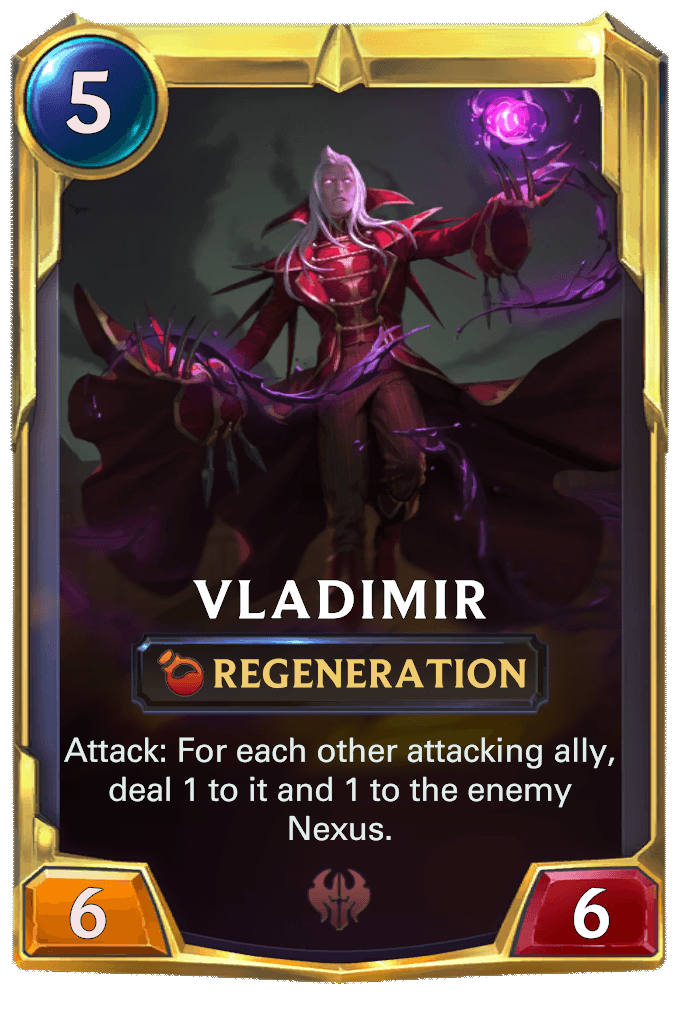 5
VLADIMIR
REGENERATION
Attack: For each other attacking ally,
deal 1 to it and 1 to the enemy
Nexus.
6 6